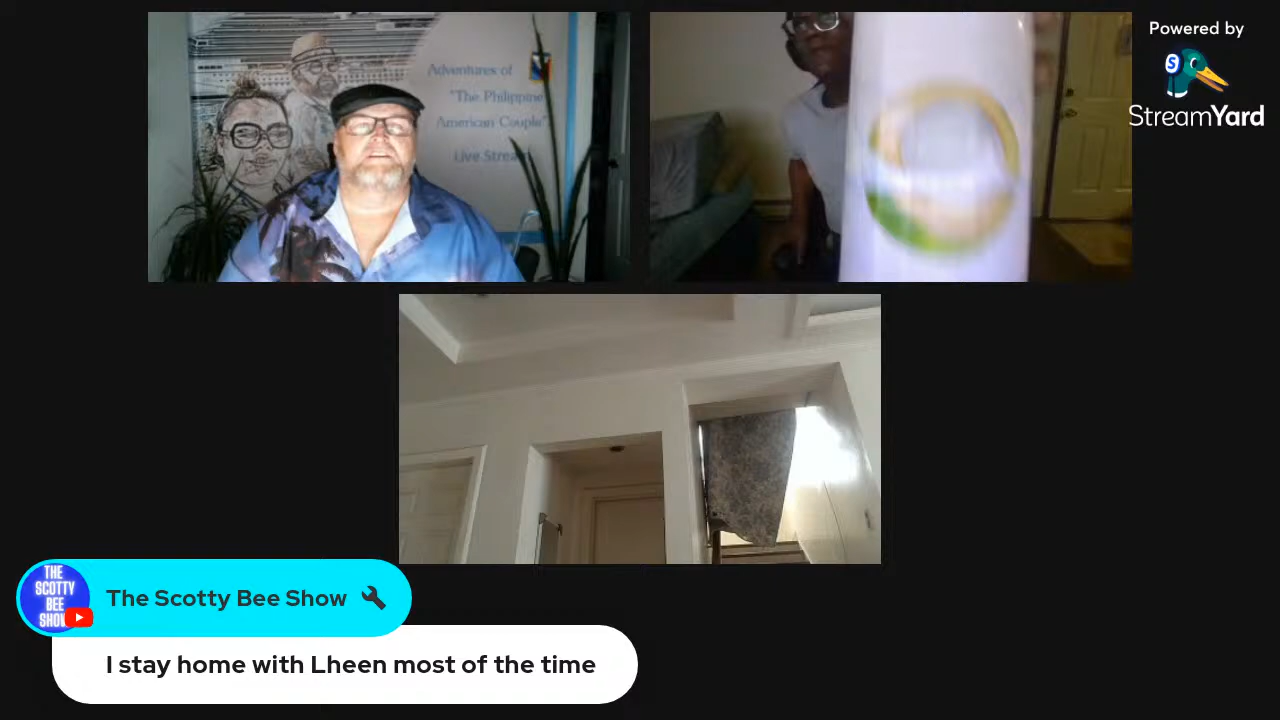 Powered by
S
StreamYard
Adventures of
"The Philippine
American Couple"
Live Stream
THE
SCOTTY
BEE
SHOW
The Scotty Bee Show
I stay home with Lheen most of the time